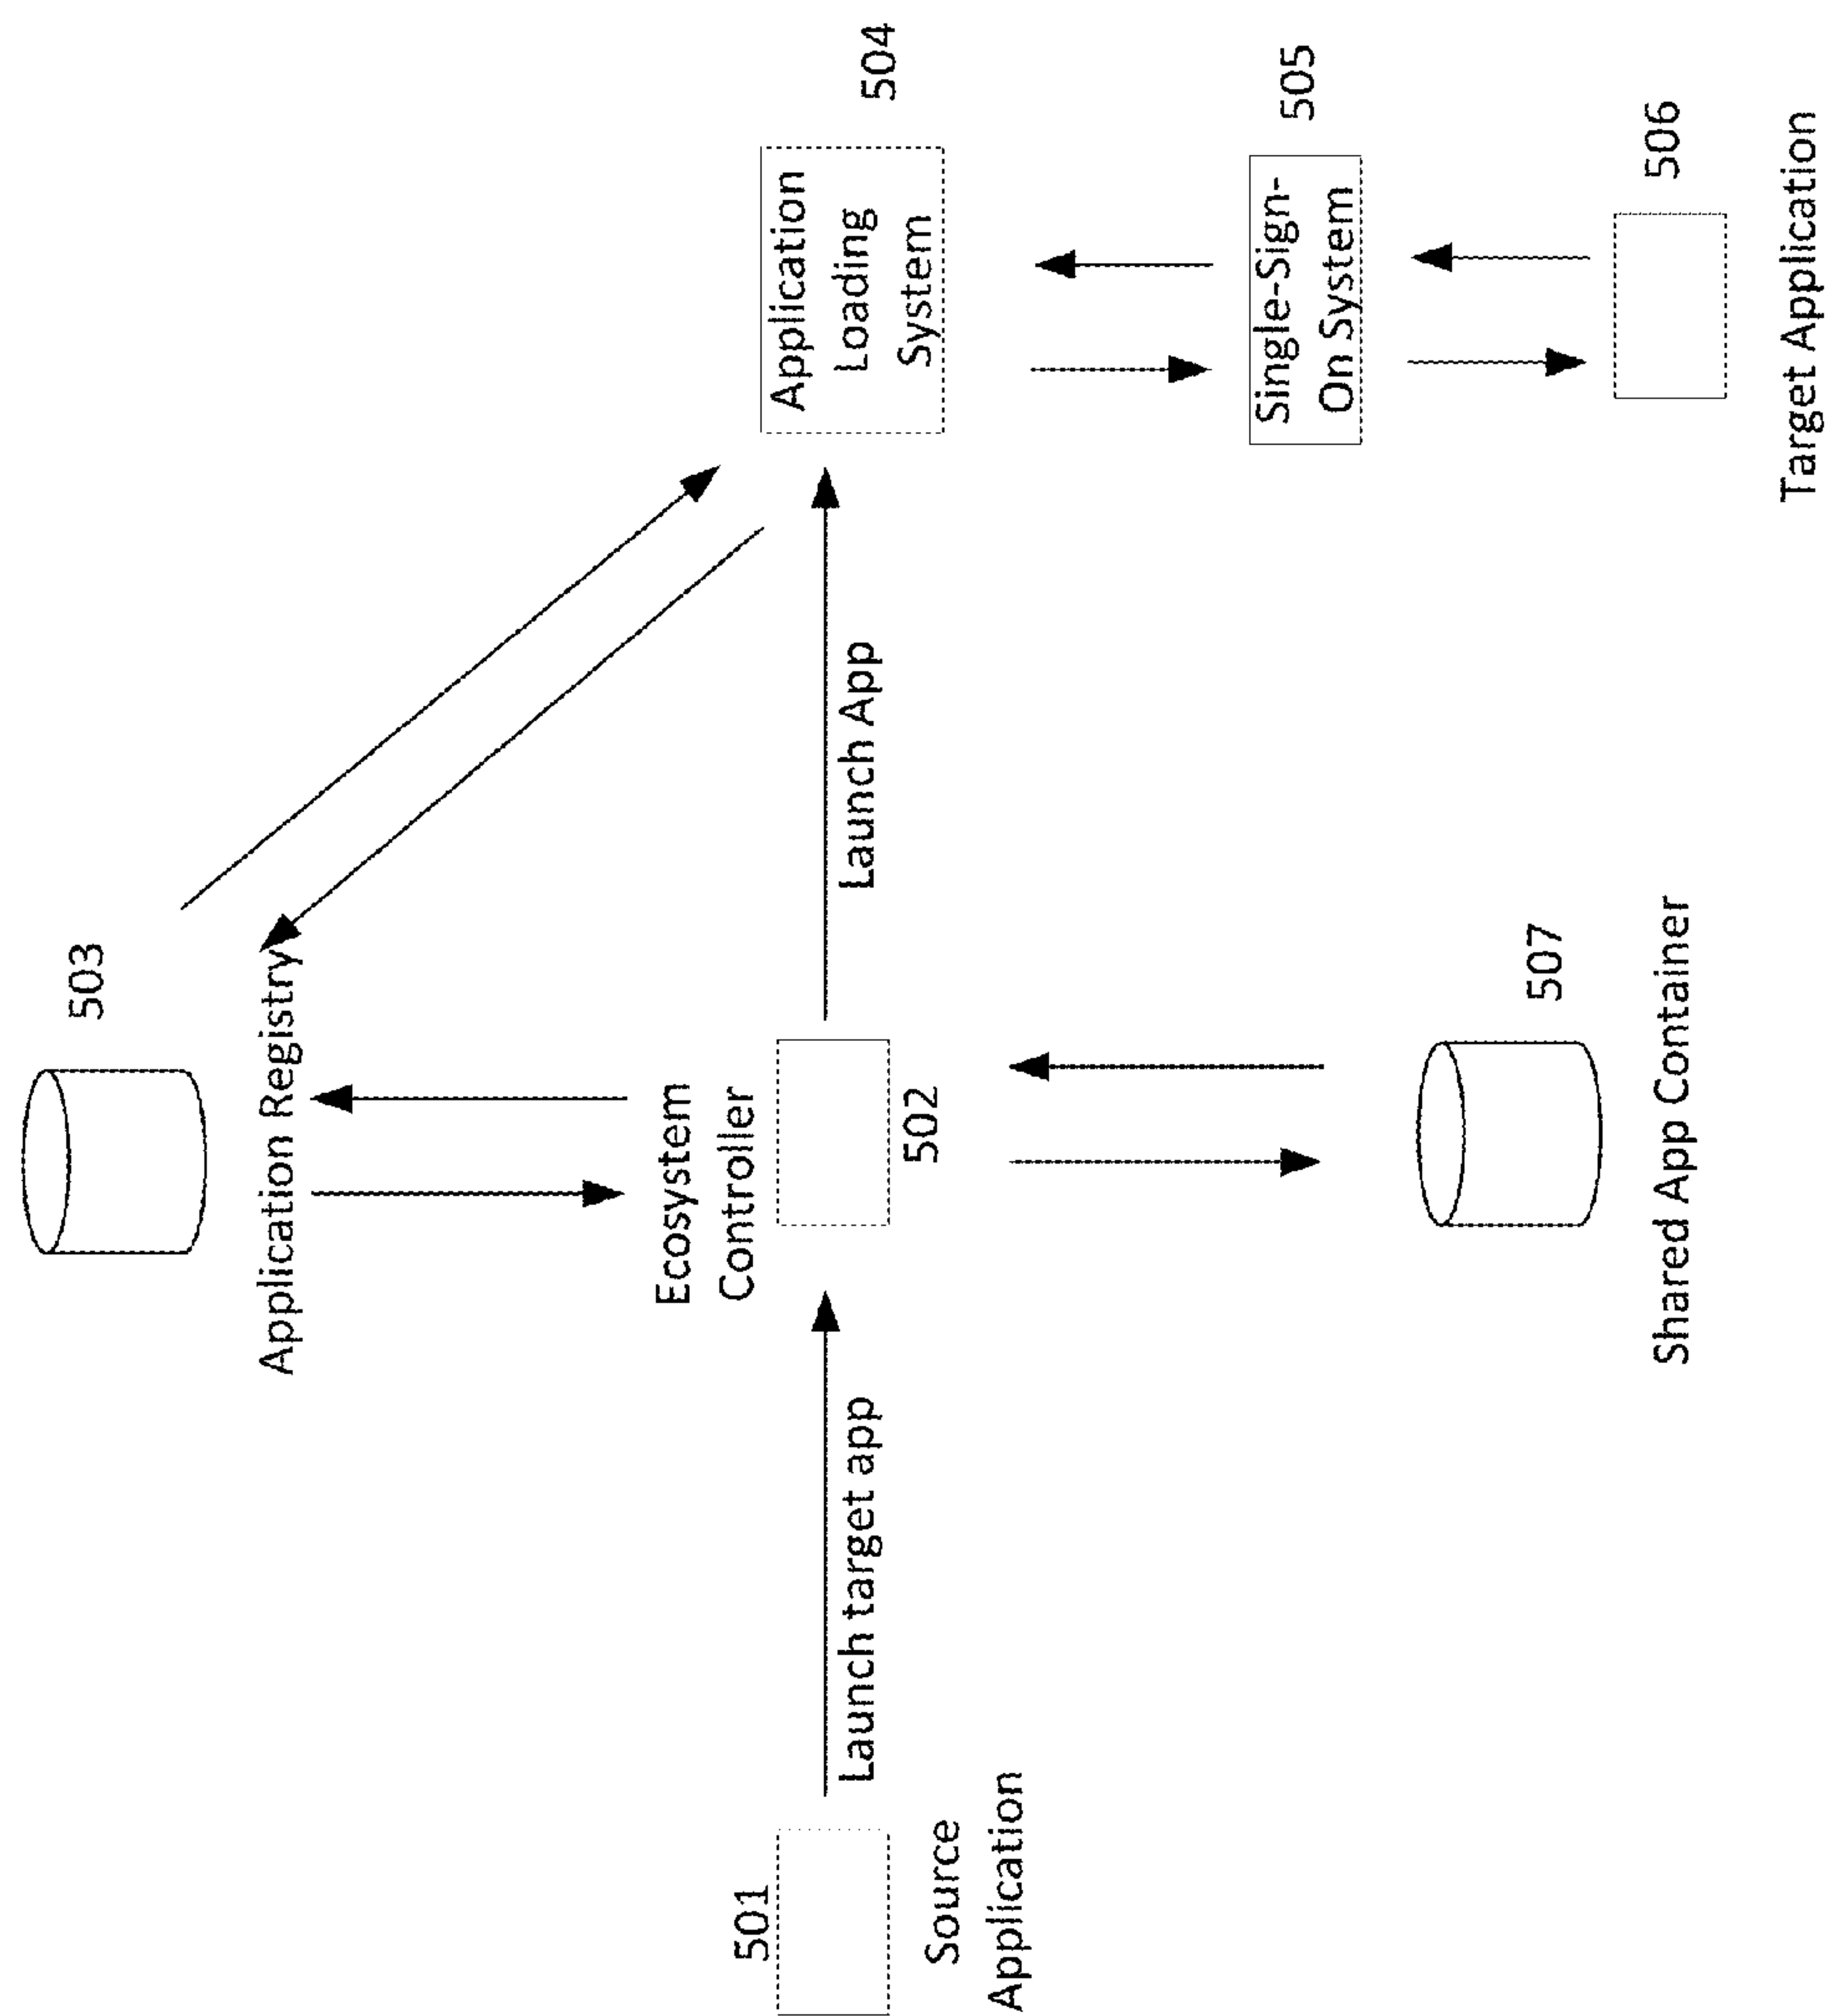 503
Application Registry
Ecosystem
Controller
501
Source
Application
Launch target app
502
Launch App
Application
Loading
System
504
Single-Sign-
On System
505
507
Shared App Container
506
Target Application